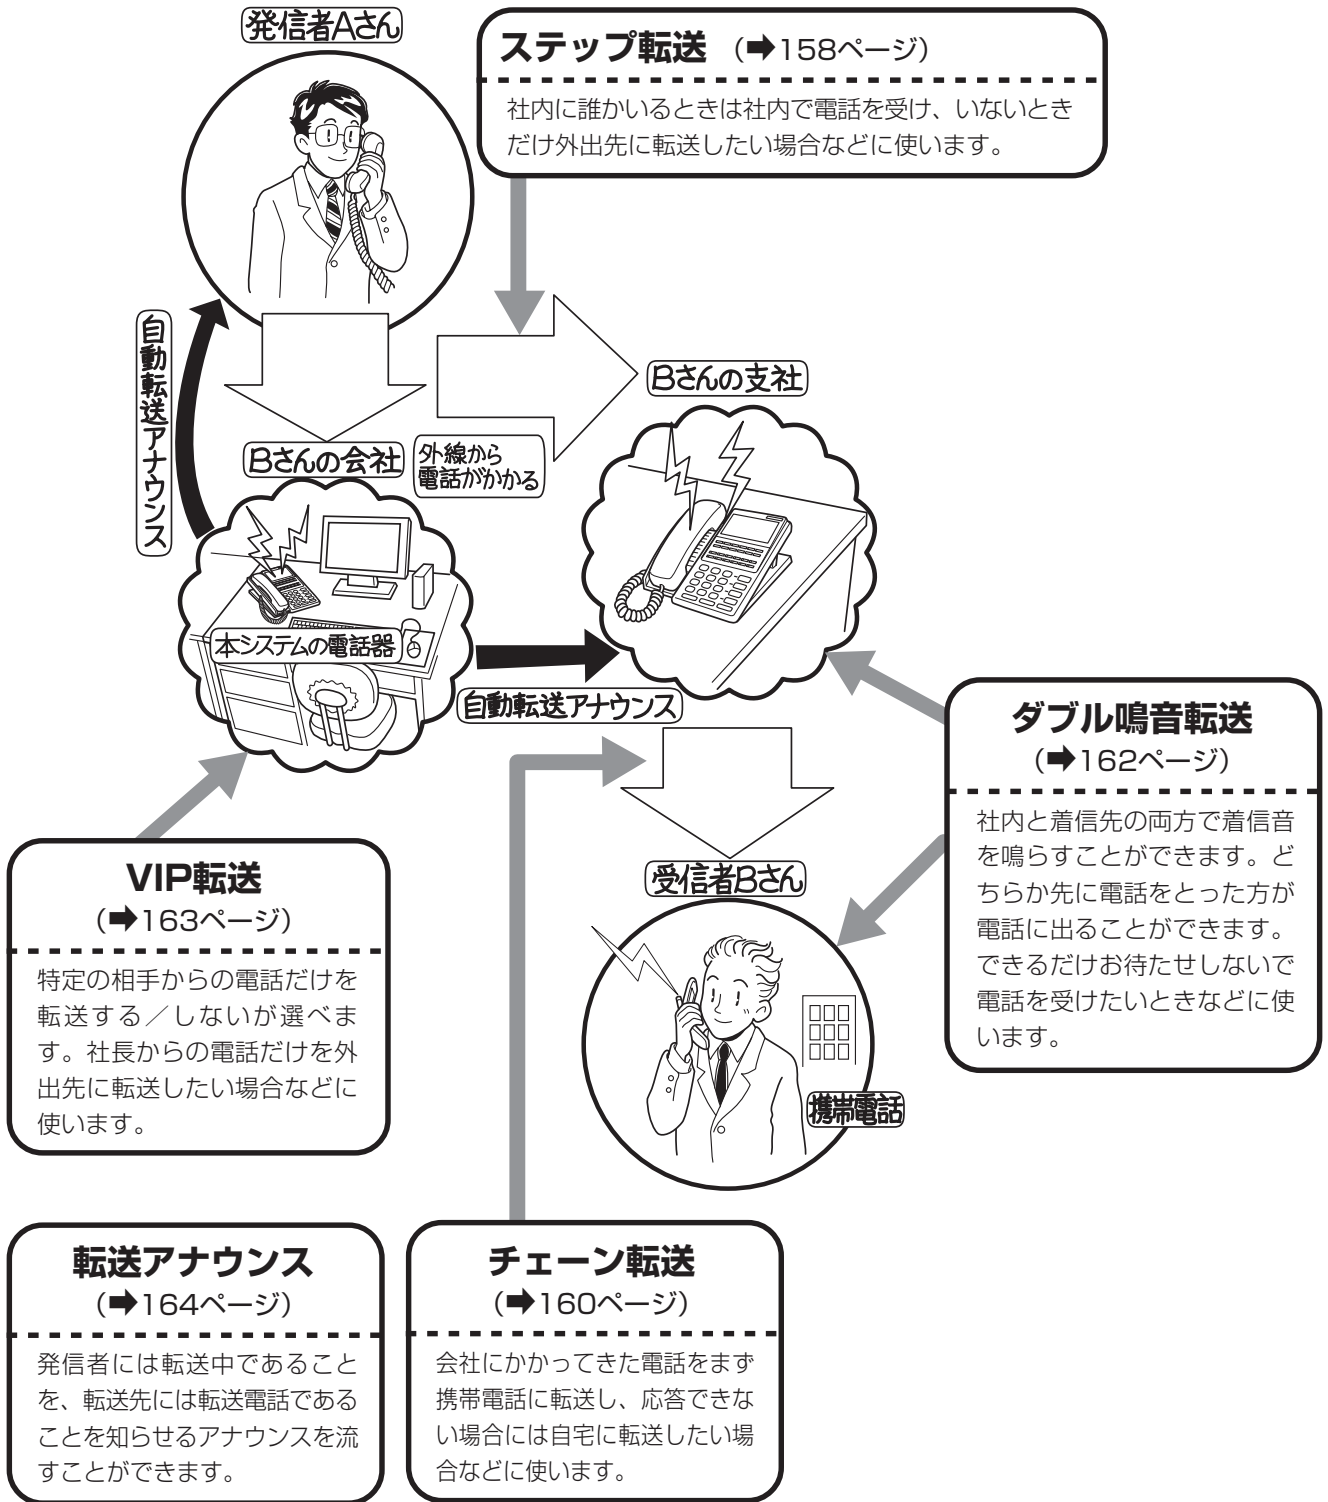 発信者Aさん
ステップ転送 (➡158ページ)
社内に誰かいるときは社内で電話を受け、いないとき
だけ外出先に転送したい場合などに使います。
自動転送アナウンス
Bさんの支社
Bさんの会社
外線から
電話がかかる
本システムの電話器
自動転送アナウンス
ダブル鳴音転送
(➡162ページ)
社内と着信先の両方で着信音
を鳴らすことができます。ど
ちらか先に電話をとった方が
電話に出ることができます。
できるだけお待たせしないで
電話を受けたいときなどに使
います。
VIP転送
(➡163ページ)
特定の相手からの電話だけを
転送する／しないが選べま
す。社長からの電話だけを外
出先に転送したい場合などに
使います。
受信者Bさん
携帯電話
転送アナウンス
(➡164ページ)
発信者には転送中であること
を、転送先には転送電話である
ことを知らせるアナウンスを流
すことができます。
チェーン転送
(➡160ページ)
会社にかかってきた電話をまず
携帯電話に転送し、応答できな
い場合には自宅に転送したい場
合などに使います。